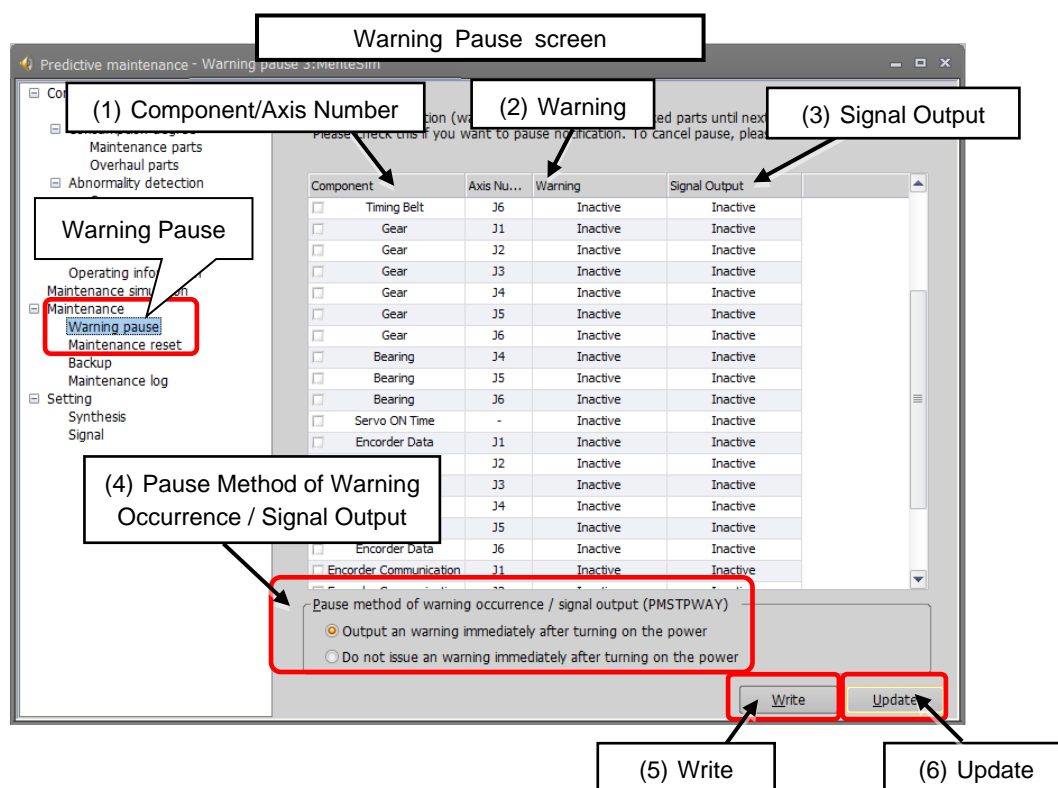 Warning Pause screen
Predictive maintenance - Warning pause 3:MenteSim
(1) Component/Axis Number
(2) Warning
(3) Signal Output
Please check this if you want to pause notification. To cancel pause, plea
Maintenance parts
Overhaul parts
Abnormality detection
Warning Pause
Operating
Maintenance
Maintenance
Warning pause
Maintenance reset
Backup
Maintenance log
Setting
Synthesis
Signal
Component Axis Nu... Warning Signal Output
Timing Belt J6 Inactive Inactive
Gear J1 Inactive Inactive
Gear J2 Inactive Inactive
Gear J3 Inactive Inactive
Gear J4 Inactive Inactive
Gear J5 Inactive Inactive
Gear J6 Inactive Inactive
Bearing J4 Inactive Inactive
Bearing J5 Inactive Inactive
Bearing J6 Inactive Inactive
Servo ON Time - Inactive Inactive
Encorder Data J1 Inactive Inactive
J2 Inactive Inactive
J3 Inactive Inactive
J4 Inactive Inactive
J5 Inactive Inactive
Encorder Data J6 Inactive Inactive
Encorder Communication J1 Inactive Inactive
(4) Pause Method of Warning
Occurrence / Signal Output
Pause method of warning occurrence / signal output (PMSTPWAY)
Output an warning immediately after turning on the power
Do not issue an warning immediately after turning on the power
Write Update
(5) Write
(6) Update